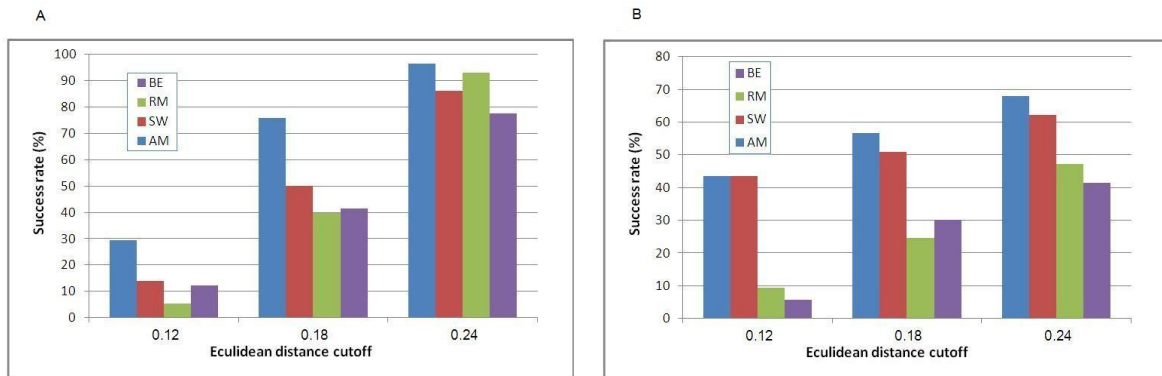 A
100
90
80
70
60
50
40
30
20
10
0
Success rate (%)
BE
RM
SW
AM
0.12 0.18 0.24
Eculidean distance cutoff
B
80
70
60
50
40
30
20
10
0
Success rate (%)
BE
RM
SW
AM
0.12 0.18 0.24
Eculidean distance cutoff